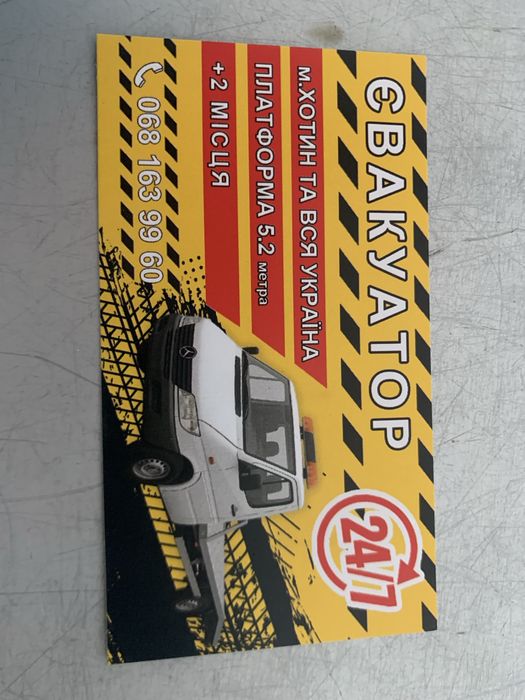 ЄВАКУАТОР
24/7
м.ХОТИН ТА ВСЯ УКРАЇНА
ПЛАТФОРМА 5.2 метра
+2 МІСЦЯ
068 163 99 60